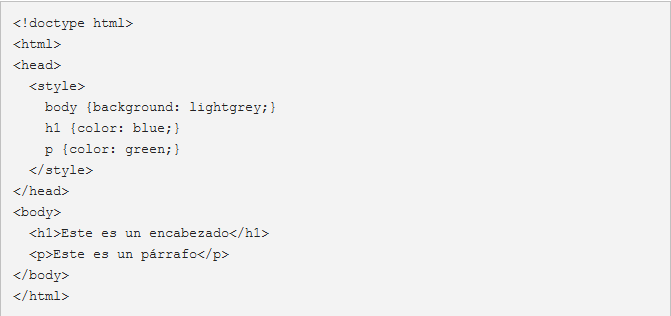 <!doctype html>
<html>
<head>
  <style>
    body {background: lightgrey;}
    h1 {color: blue;}
    p {color: green;}
  </style>
</head>
<body>
  <h1>Este es un encabezado</h1>
  <p>Este es un párrafo</p>
</body>
</html>